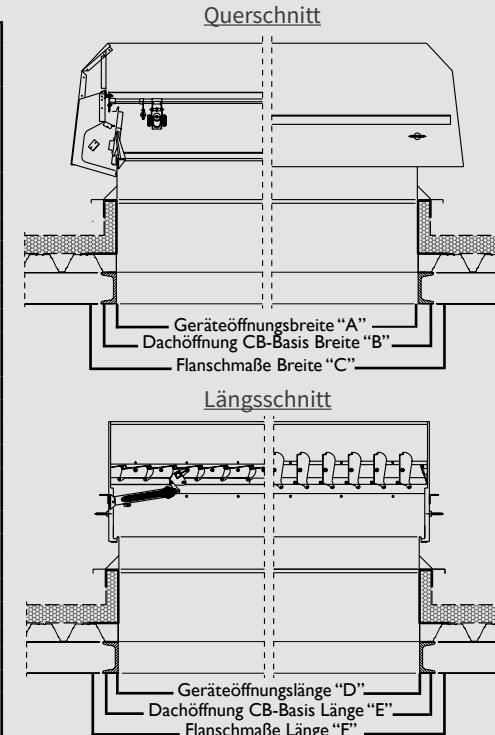 Querschnitt
Geräteöffnungsbreite “A”
Dachöffnung CB-Basis Breite “B”
Flanschmaße Breite “C”
Längsschnitt
Geräteöffnungslänge “D”
Dachöffnung CB-Basis Länge “E”
Flanschmaße Länge “F”